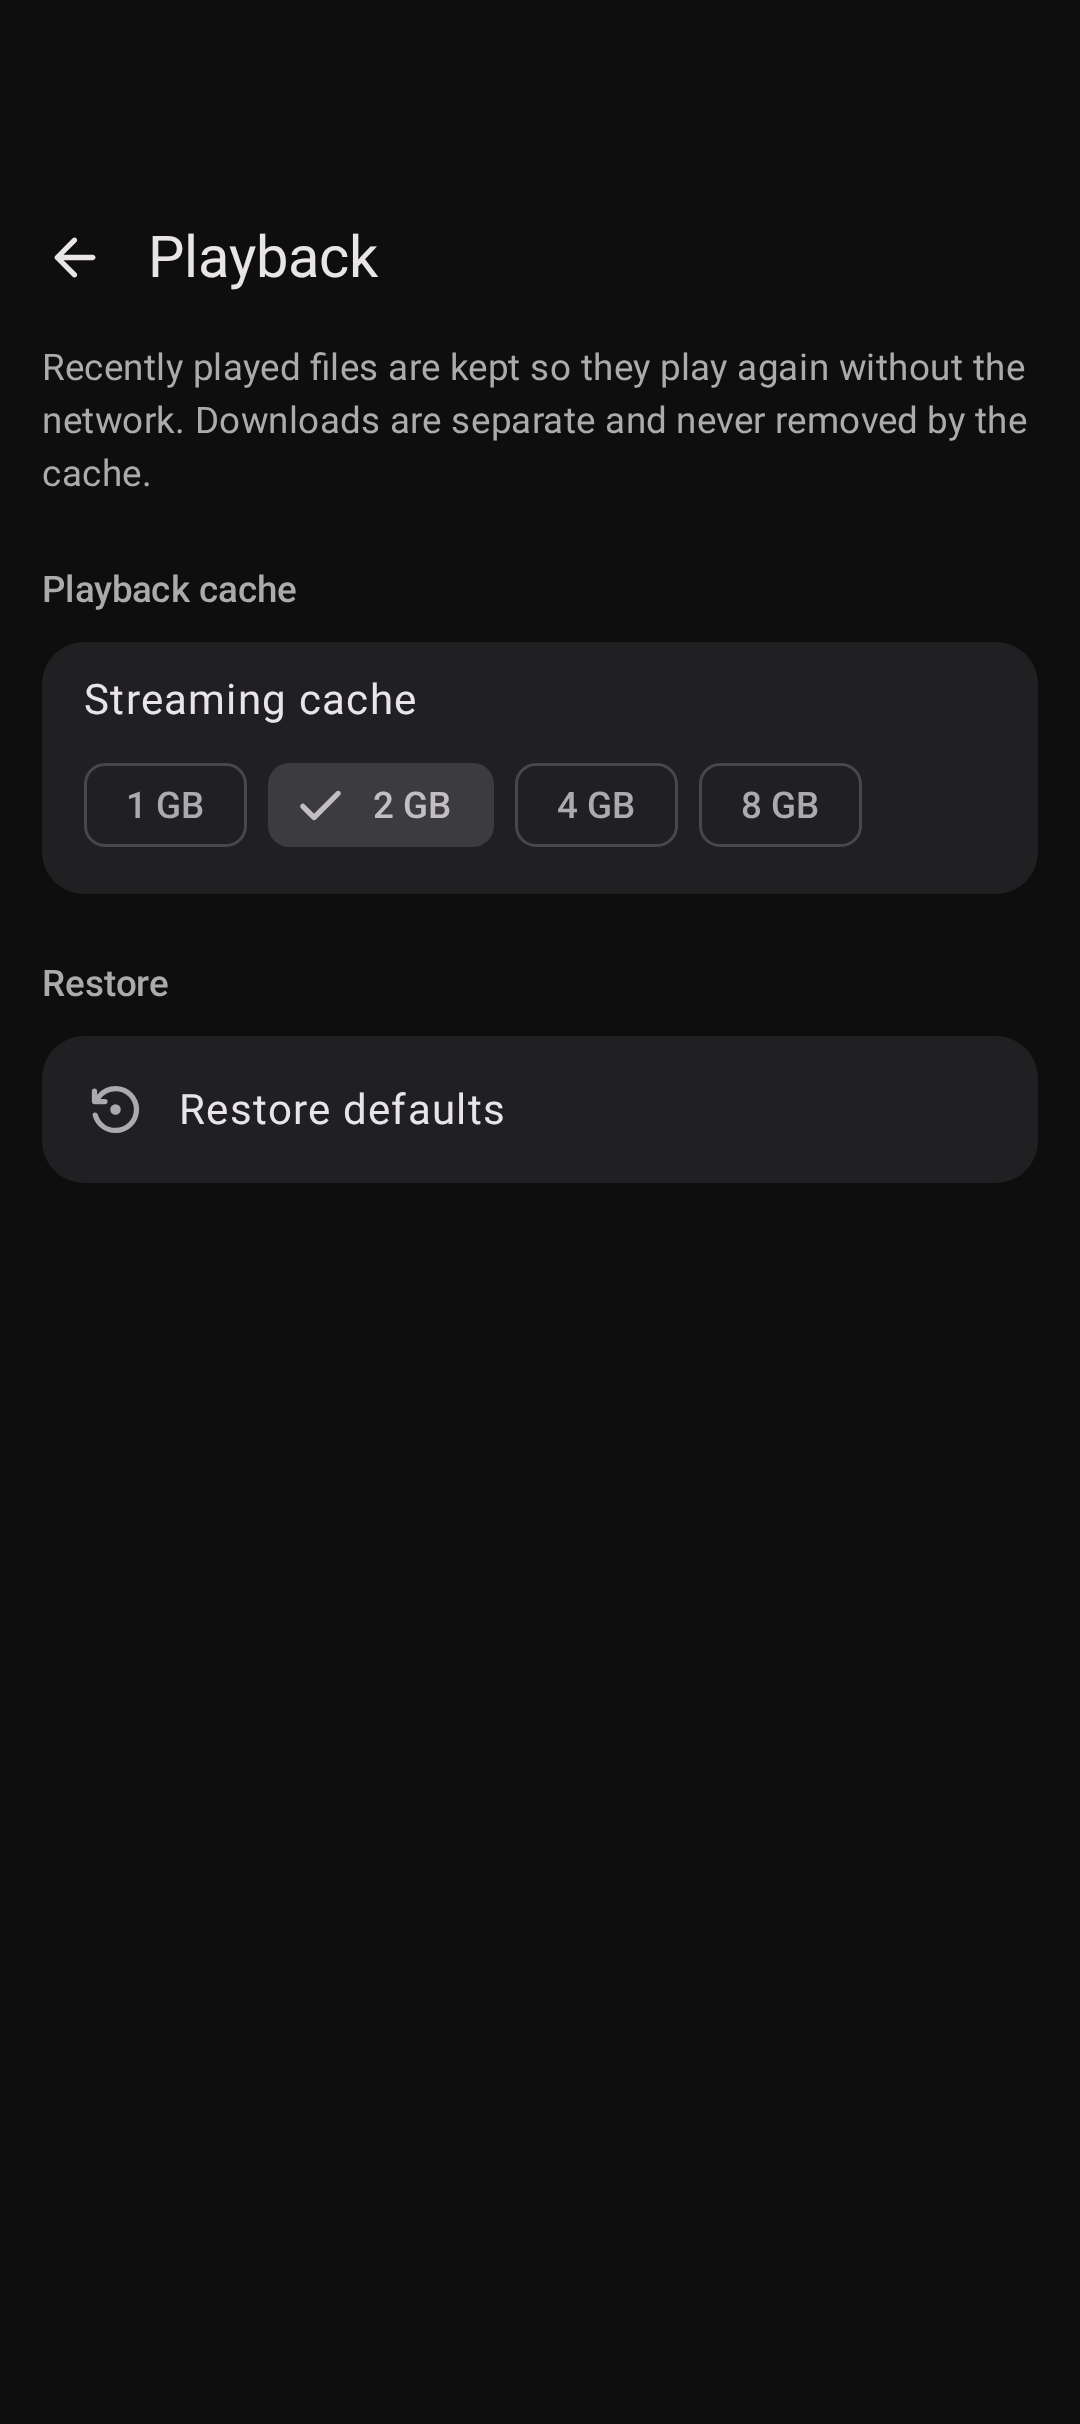 Playback
Recently played files are kept so they play again without the
network. Downloads are separate and never removed by the
cache.
Playback cache
Streaming cache
1 GB
2 GB
4 GB
8 GB
Restore
Restore defaults